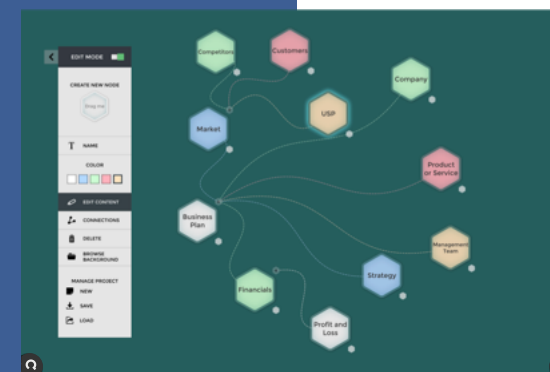 EDIT MODE
CREATE NEW NODE
Drag me
T NAME
COLOR
EDIT CONTENT
CONNECTIONS
DELETE
BROWSE
BACKGROUND
MANAGE PROJECT
NEW
SAVE
LOAD
Competitors
Customers
Company
USP
Market
Product
or Service
Business
Plan
Management
Team
Strategy
Financials
Profit and
Loss